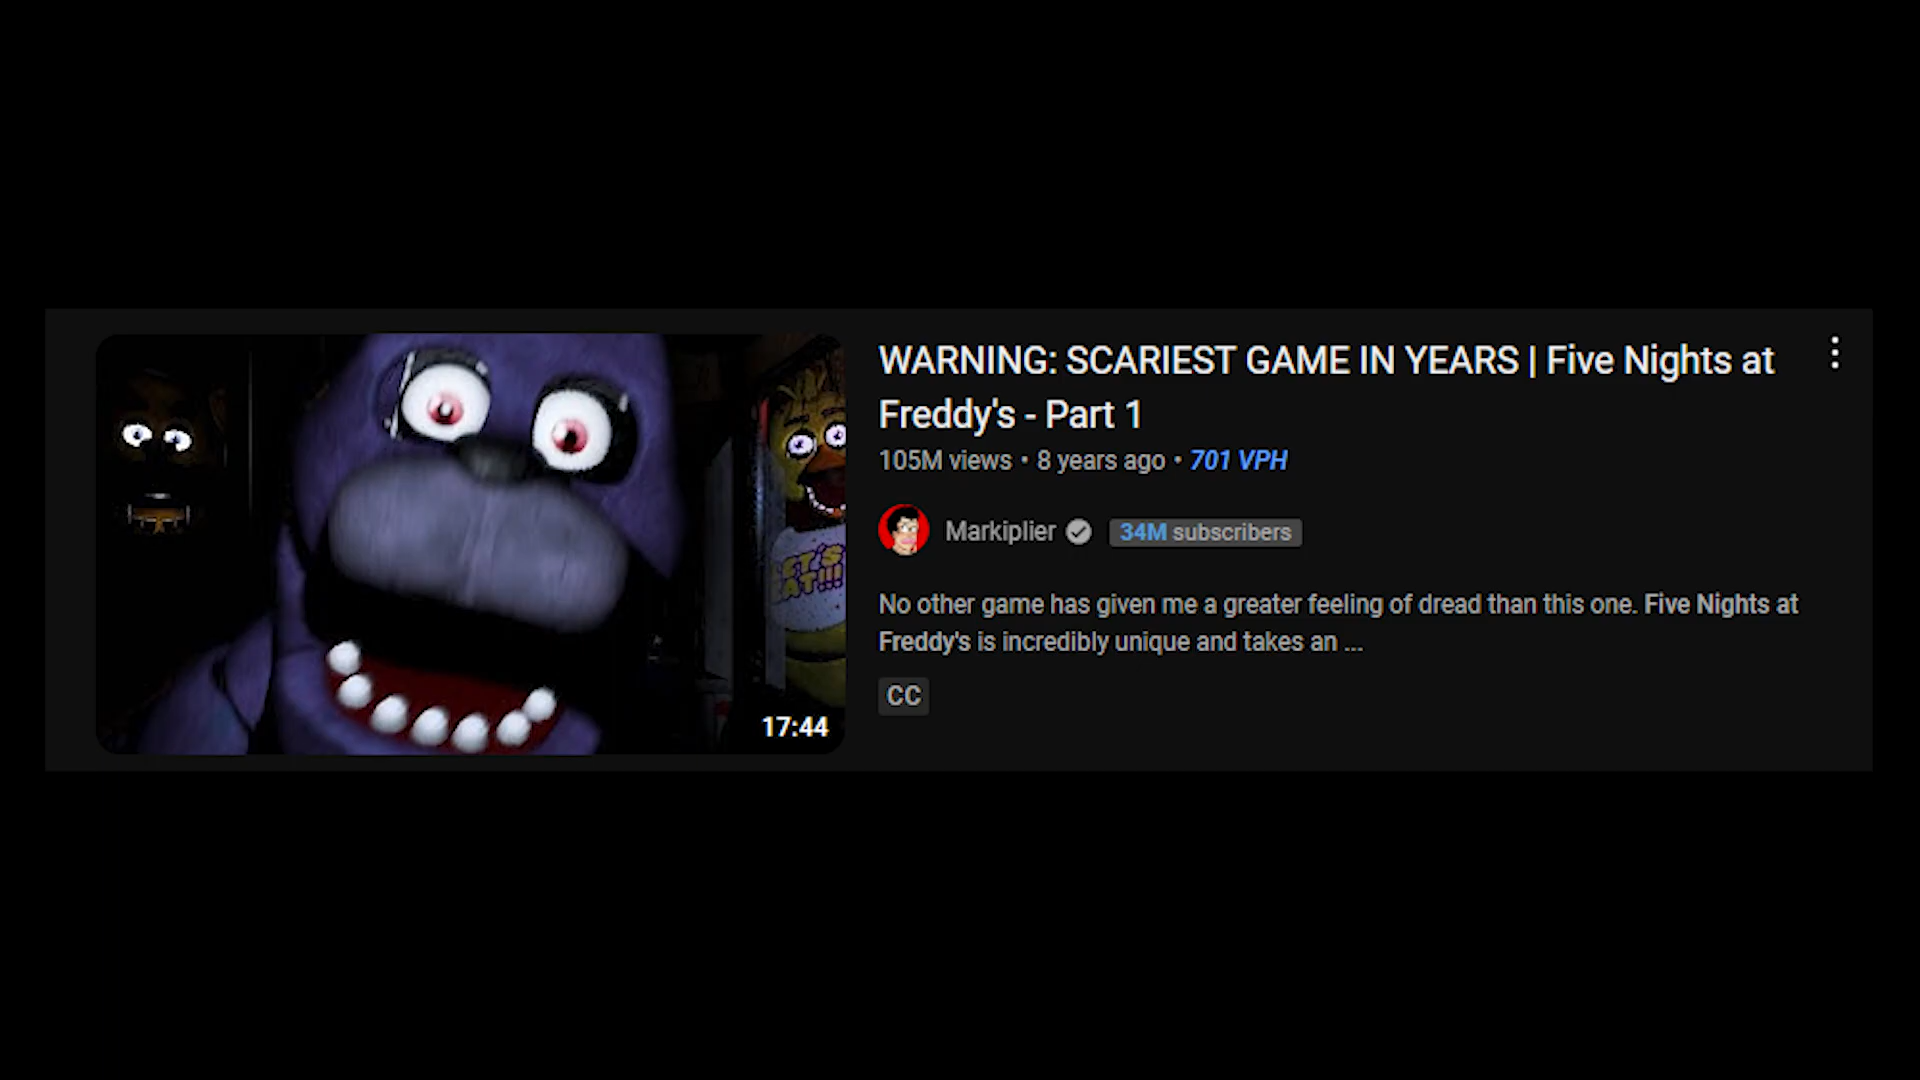 WARNING: SCARIEST GAME IN YEARS | Five Nights at
Freddy's - Part 1
105M views • 8 years ago • 701 VPH
Markiplier
34M subscribers
No other game has given me a greater feeling of dread than this one. Five Nights at
Freddy's is incredibly unique and takes an ...
CC
17:44
LET'S
EAT!!!